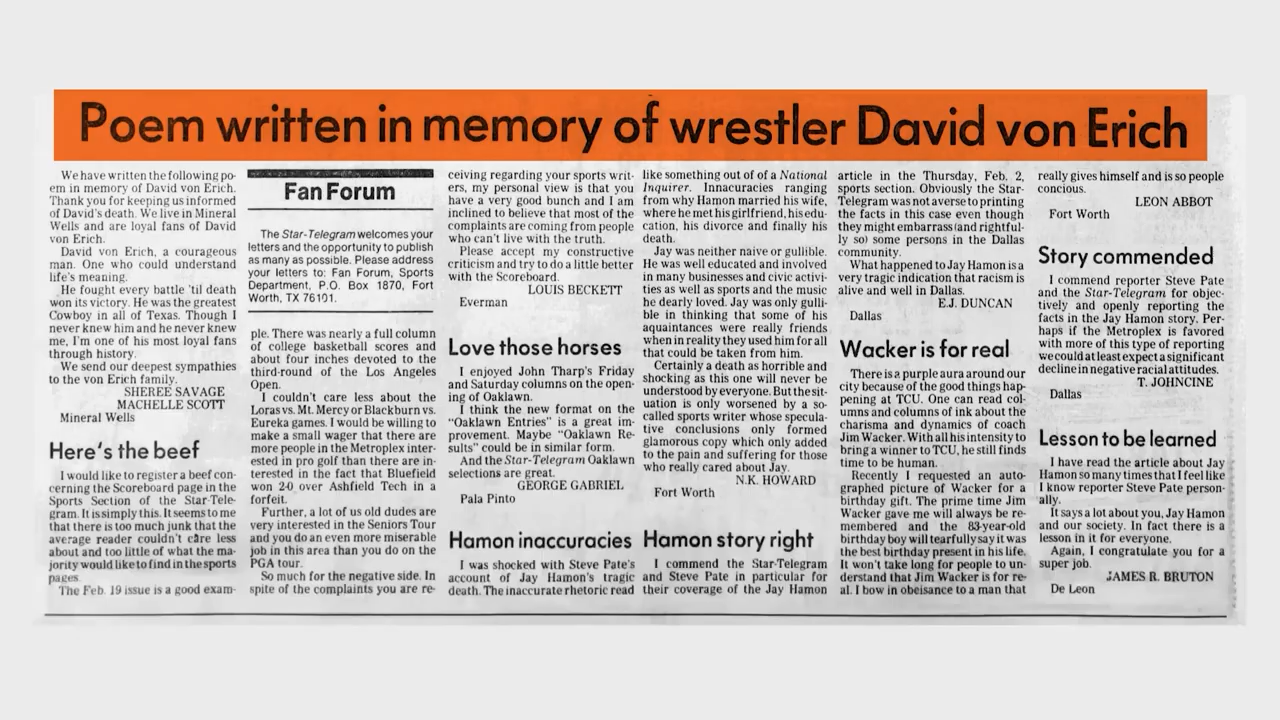 Poem written in memory of wrestler David von Erich
We have written the following po-
em in memory of David von Erich.
Thank you for keeping us informed
of David's death. We live in Mineral
Wells and are loyal fans of David
von Erich.
David von Erich, a courageous
man. One who could understand
life's meaning.
He fought every battle 'til death
won its victory. He was the greatest
Cowboy in all of Texas. Though I
never knew him and he never knew
me, I'm one of his most loyal fans
through history.
We send our deepest sympathies
to the von Erich family.
SHEREE SAVAGE
MACHELLE SCOTT
Mineral Wells
Here's the beef
I would like to register a beef con-
cerning the Scoreboard page in the
Sports Section of the Star-Tele-
gram. It is simply this. It seems to me
that there is too much junk that the
average reader couldn't care less
about and too little of what the ma-
jority would like to find in the sports
pages.
The Feb. 19 issue is a good exam-
Fan Forum
The Star-Telegram welcomes your
letters and the opportunity to publish
as many as possible. Please address
your letters to: Fan Forum, Sports
Department, P.O. Box 1870, Fort
Worth, TX 76101.
ple. There was nearly a full column
of college basketball scores and
about four inches devoted to the
third-round of the Los Angeles
Open.
I couldn't care less about the
Loras vs. Mt. Mercy or Blackburn vs.
Eureka games. I would be willing to
make a small wager that there are
more people in the Metroplex inter-
ested in pro golf than there are in-
terested in the fact that Bluefield
won 2-0 over Ashfield Tech in a
forfeit.
Further, a lot of us old dudes are
very interested in the Seniors Tour
and you do an even more miserable
job in this area than you do on the
PGA tour.
So much for the negative side. In
spite of the complaints you are re-
ceiving regarding your sports writ-
ers, my personal view is that you
have a very good bunch and I am
inclined to believe that most of the
complaints are coming from people
who can't live with the truth.
Please accept my constructive
criticism and try to do a little better
with the Scoreboard.
LOUIS BECKETT
Everman
Love those horses
I enjoyed John Tharp's Friday
and Saturday columns on the open-
ing of Oaklawn.
I think the new format on the
"Oaklawn Entries" is a great im-
provement. Maybe "Oaklawn Re-
sults" could be in similar form.
And the Star-Telegram Oaklawn
selections are great.
GEORGE GABRIEL
Pala Pinto
Hamon inaccuracies
I was shocked with Steve Pate's
account of Jay Hamon's tragic
death. The inaccurate rhetoric read
like something out of of a National
Inquirer. Innacuracies ranging
from why Hamon married his wife,
where he met his girlfriend, his edu-
cation, his divorce and finally his
death.
Jay was neither naive or gullible.
He was well educated and involved
in many businesses and civic activi-
ties as well as sports and the music
he dearly loved. Jay was only gulli-
ble in thinking that some of his
aquaintances were really friends
when in reality they used him for all
that could be taken from him.
Certainly a death as horrible and
shocking as this one will never be
understood by everyone. But the sit-
uation is only worsened by a so-
called sports writer whose specula-
tive conclusions only formed
glamorous copy which only added
to the pain and suffering for those
who really cared about Jay.
N.K. HOWARD
Fort Worth
Hamon story right
I commend the Star-Telegram
and Steve Pate in particular for
their coverage of the Jay Hamon
article in the Thursday, Feb. 2,
sports section. Obviously the Star-
Telegram was not averse to printing
the facts in this case even though
they might embarrass (and rightful-
ly so) some persons in the Dallas
community.
What happened to Jay Hamon is a
very tragic indication that racism is
alive and well in Dallas.
E.J. DUNCAN
Dallas
Wacker is for real
There is a purple aura around our
city because of the good things hap-
pening at TCU. One can read col-
umns and columns of ink about the
charisma and dynamics of coach
Jim Wacker. With all his intensity to
bring a winner to TCU, he still finds
time to be human.
Recently I requested an auto-
graphed picture of Wacker for a
birthday gift. The prime time Jim
Wacker gave me will always be re-
membered and the 83-year-old
birthday boy will tearfully say it was
the best birthday present in his life.
It won't take long for people to un-
derstand that Jim Wacker is for re-
al. I bow in obeisance to a man that
really gives himself and is so people
concious.
LEON ABBOT
Fort Worth
Story commended
I commend reporter Steve Pate
and the Star-Telegram for objec-
tively and openly reporting the
facts in the Jay Hamon story. Per-
haps if the Metroplex is favored
with more of this type of reporting
we could at least expect a significant
decline in negative racial attitudes.
T. JOHNCINE
Dallas
Lesson to be learned
I have read the article about Jay
Hamon so many times that I feel like
I know reporter Steve Pate person-
ally.
It says a lot about you, Jay Hamon
and our society. In fact there is a
lesson in it for everyone.
Again, I congratulate you for a
super job.
JAMES R. BRUTON
De Leon